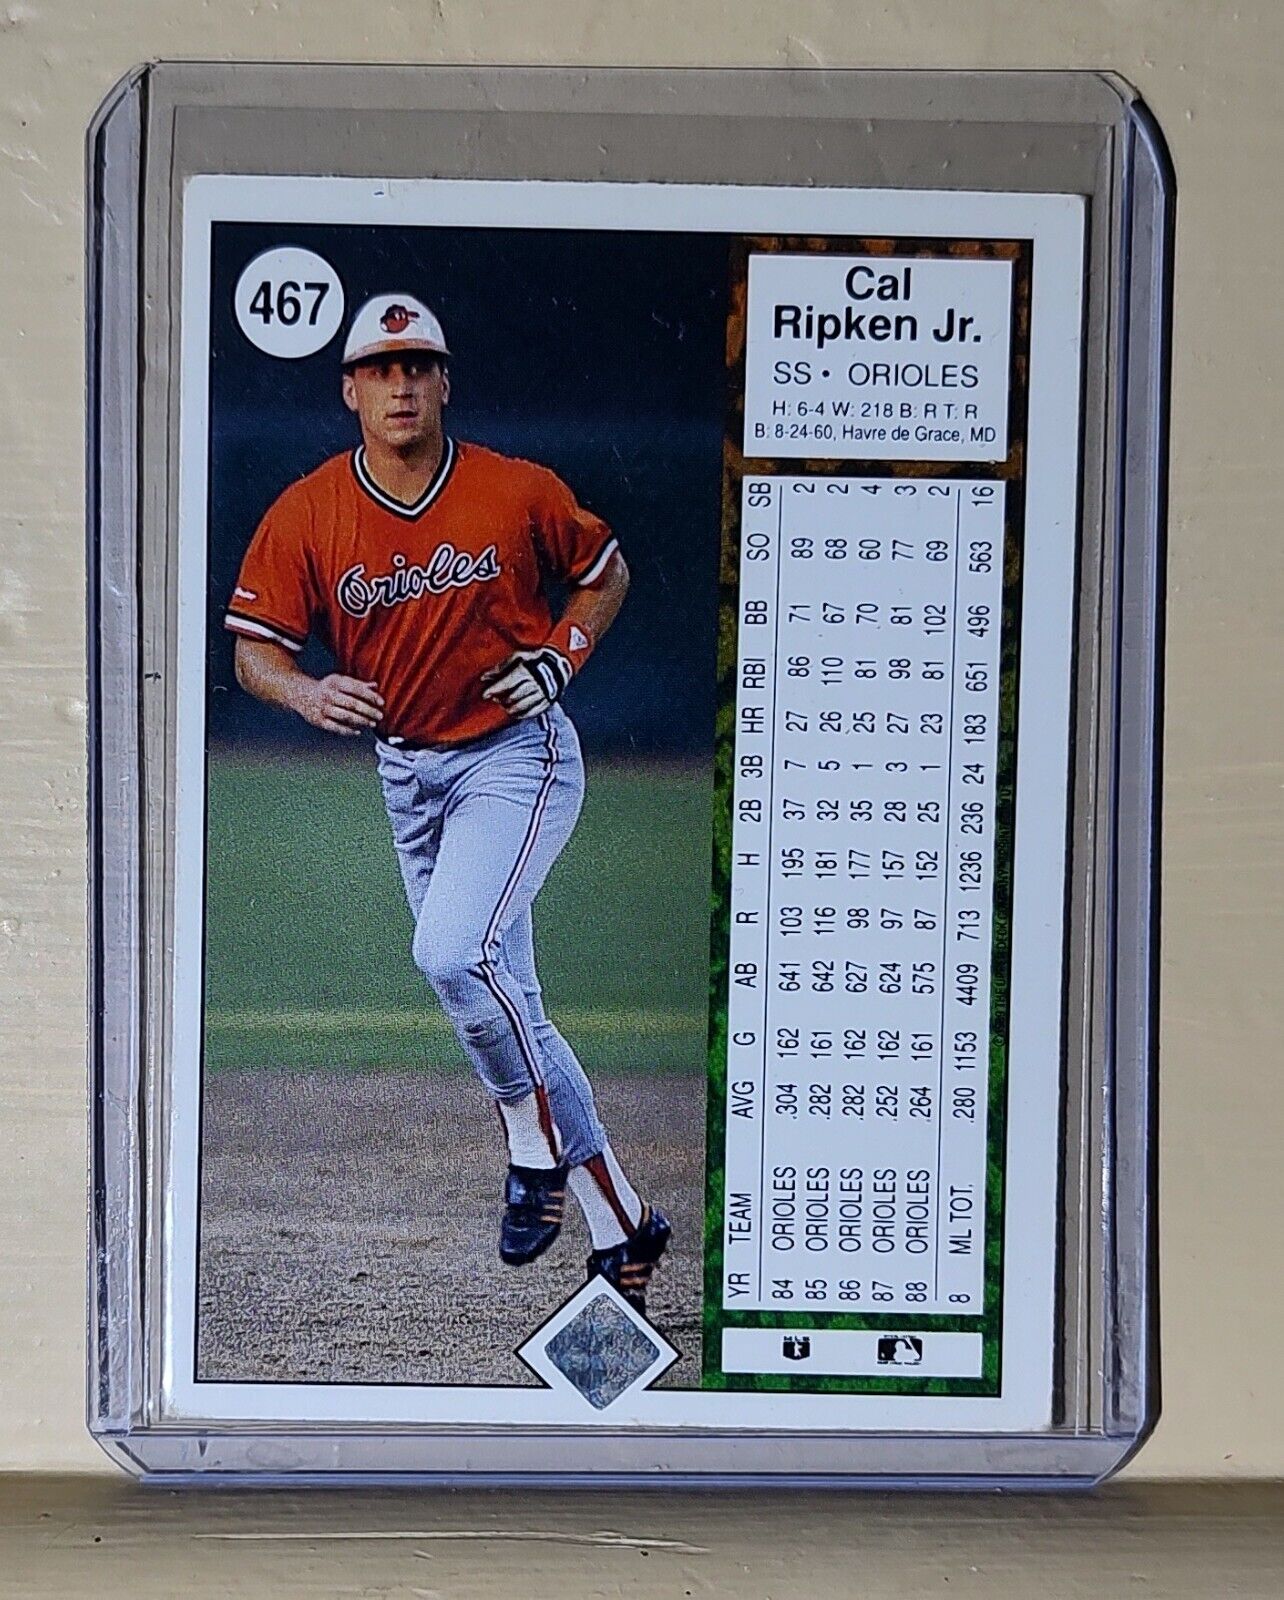 467
Cal
Ripken Jr.
SS • ORIOLES
H: 6-4 W: 218 B: R T: R
B: 8-24-60, Havre de Grace, MD
Orioles
YR TEAM AVG G AB R H 2B 3B HR RBI BB SO SB
84 ORIOLES .304 162 641 103 195 37 7 27 86 71 89 2
85 ORIOLES .282 161 642 116 181 32 5 26 110 67 68 2
86 ORIOLES .282 162 627 98 177 35 1 25 81 70 60 4
87 ORIOLES .252 162 624 97 157 28 3 27 98 81 77 3
88 ORIOLES .264 161 575 87 152 25 1 23 81 102 69 2
8 ML TOT. .280 1153 4409 713 1236 236 24 183 651 496 563 16